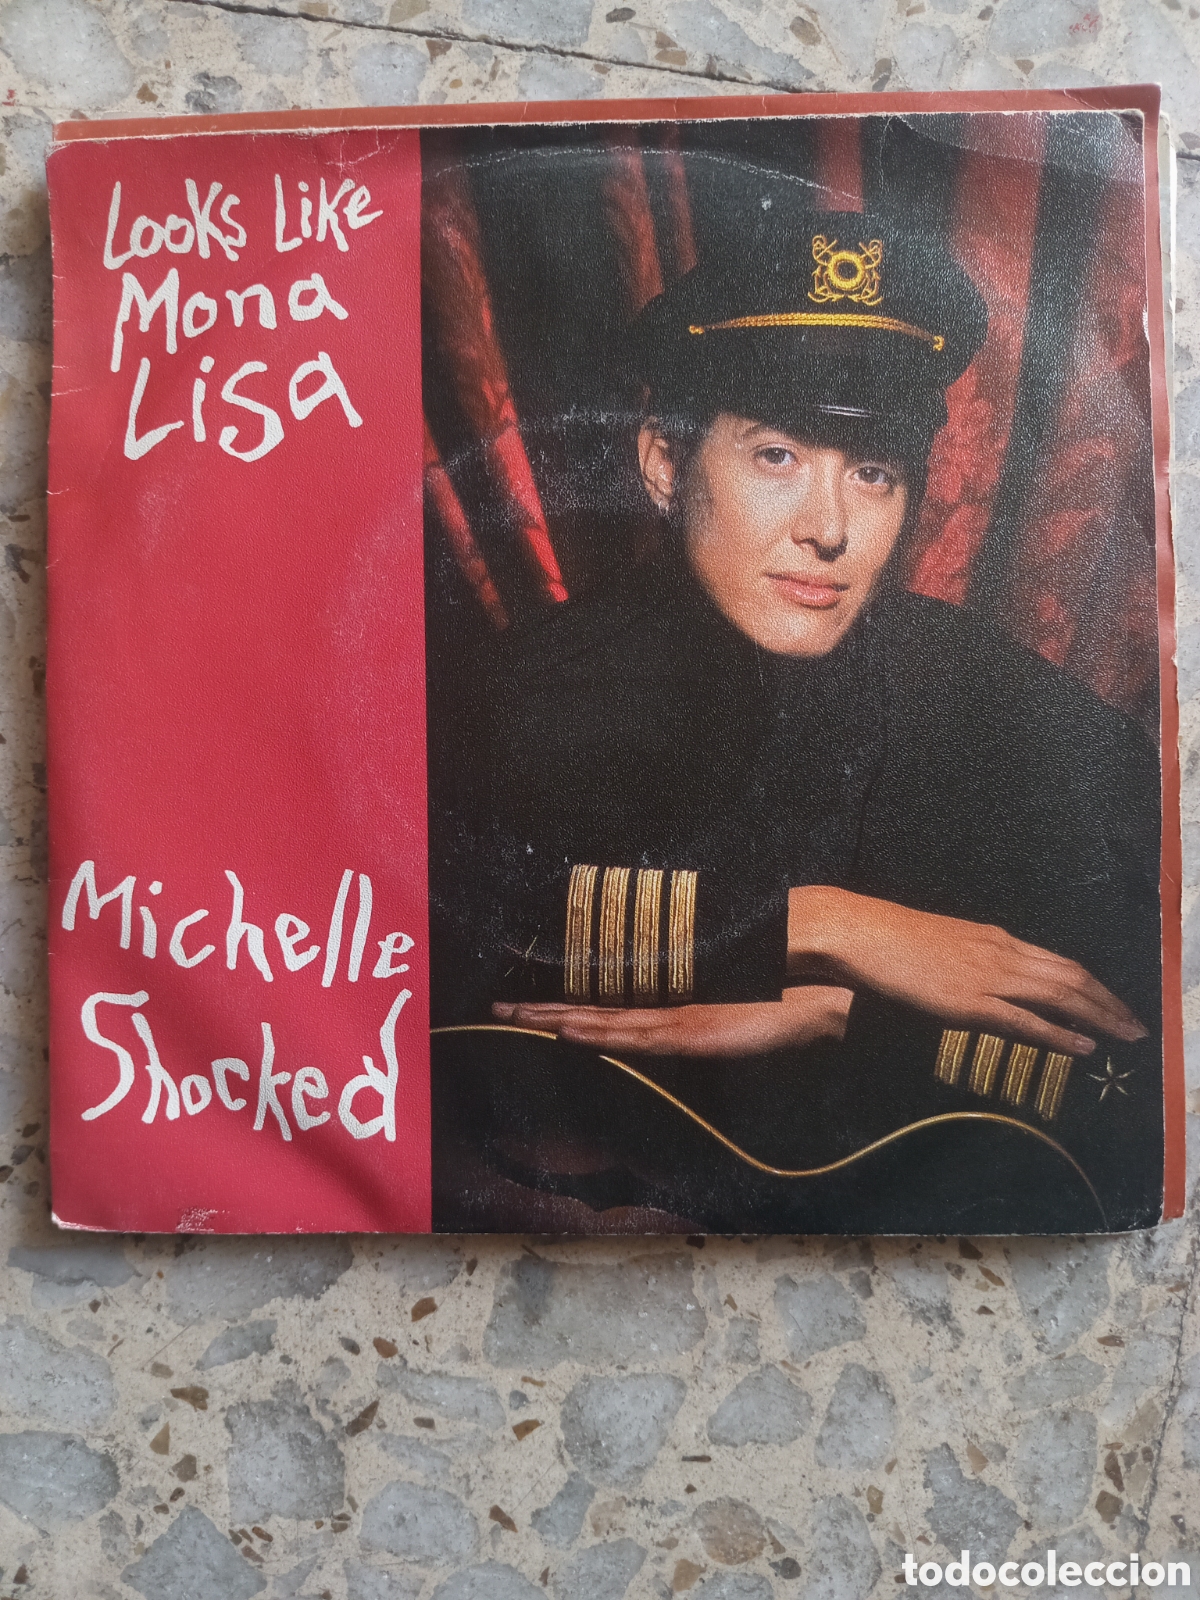 Looks Like
Mona
Lisa
Michelle
Shocked
todocoleccion